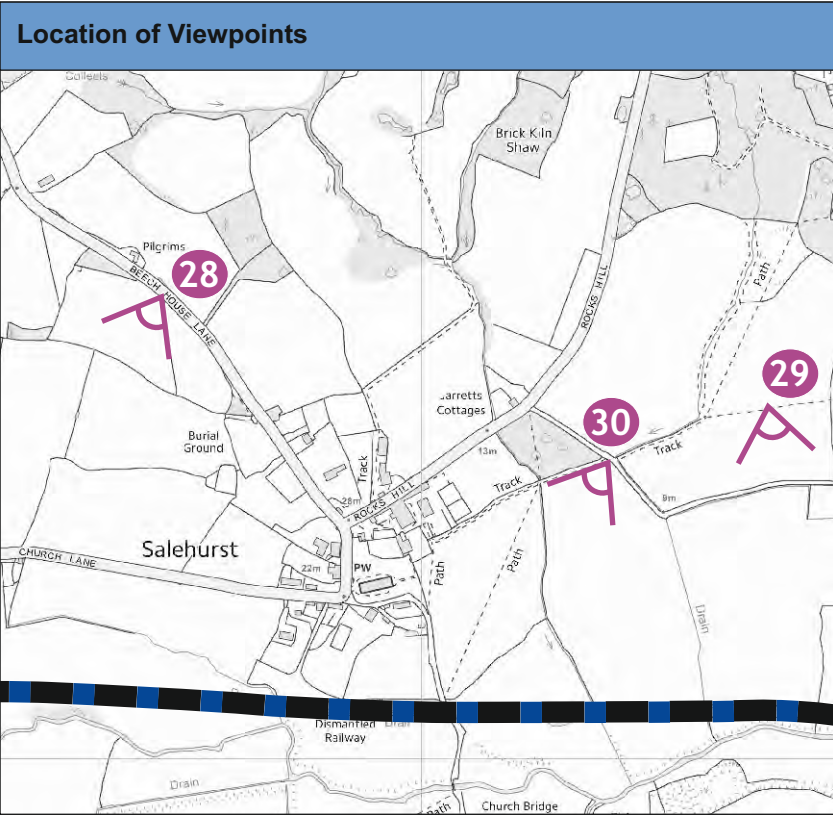 Location of Viewpoints
Brick Kiln
Shaw
Pilgrims
28
BEECH HOUSE LANE
ROCKS HILL
Path
29
Cottages
30
Burial
Ground
13m
Track
Track
Track
28m
ROCKS HILL
9m
Salehurst
CHURCH LANE
22m
PW
Path
Path
Drain
Dismantled
Railway
Drain
Drain
Path
Church Bridge